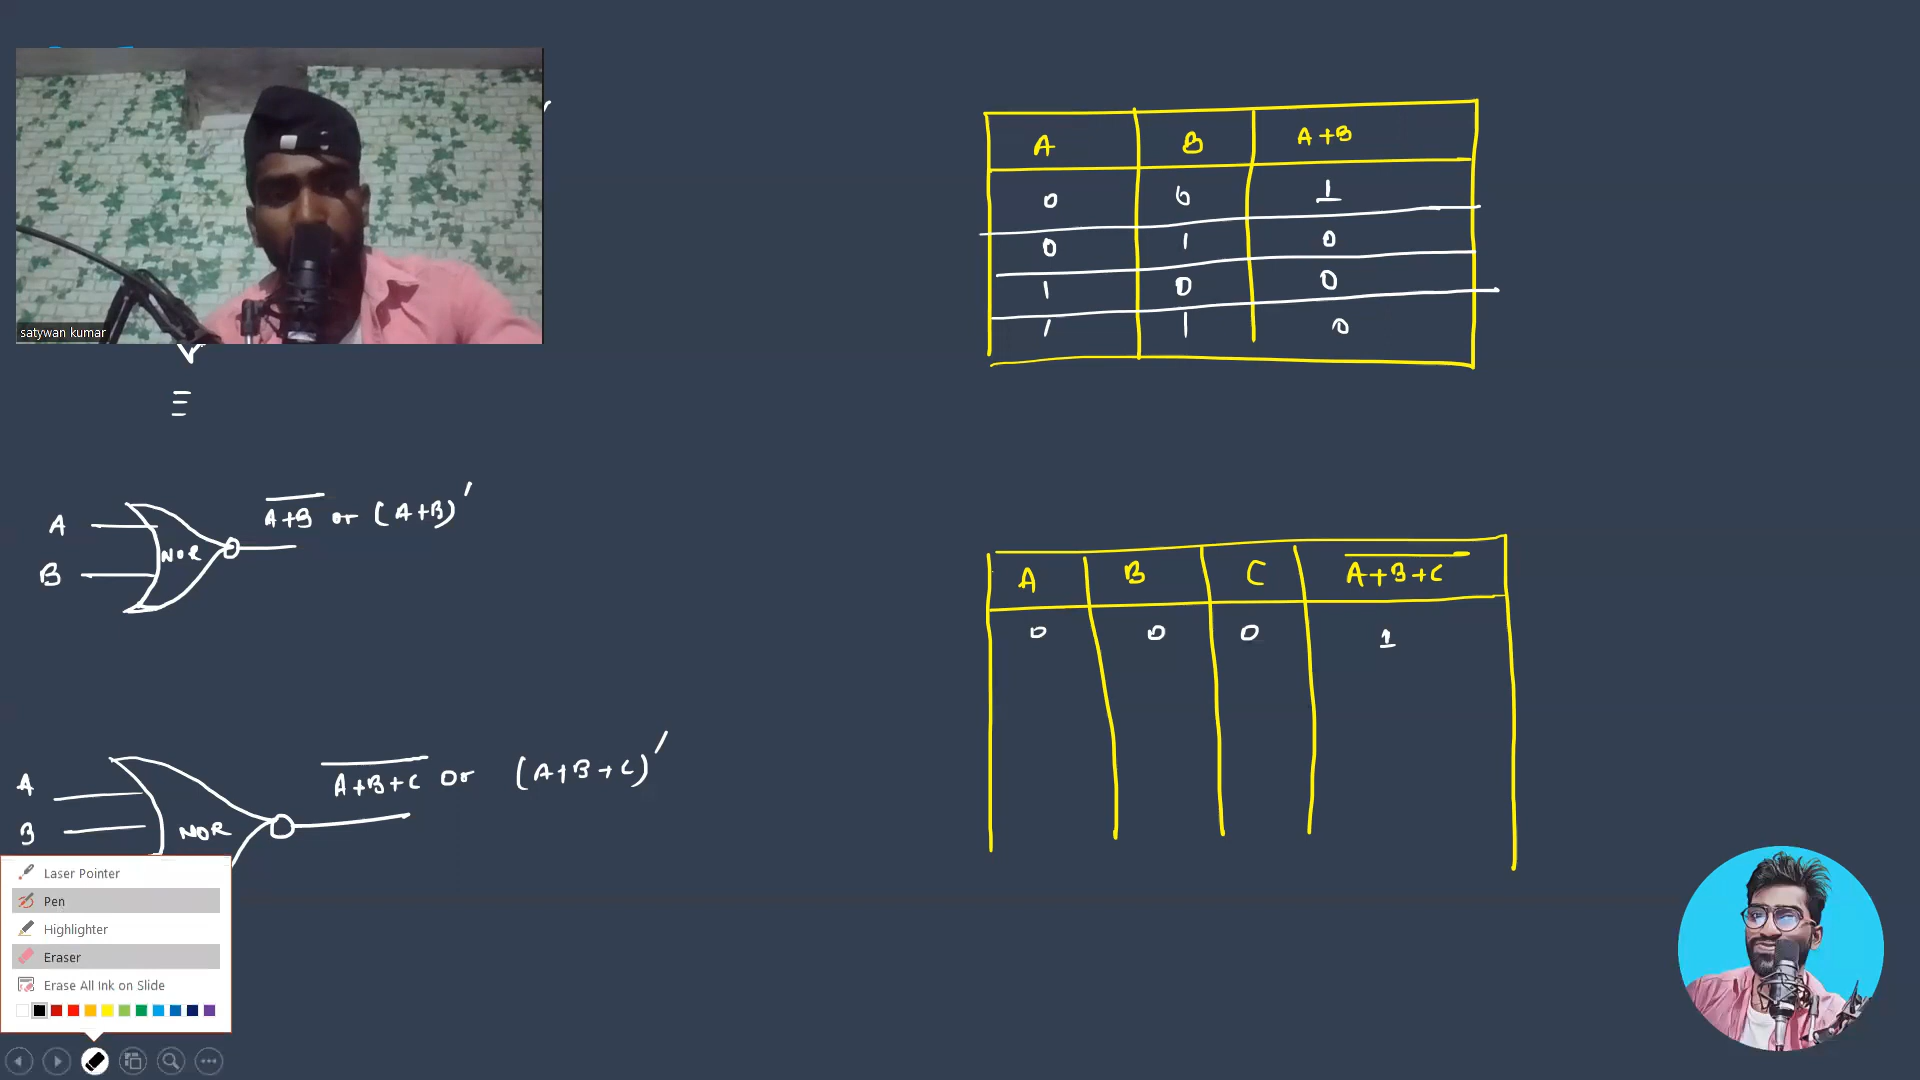 satywan kumar
A B A+B
0 0 1
0 1 0
1 0 0
1 1 0
≡
A+B or (A+B)'
A
NOR
B
A B C A+B+C
0 0 0 1
A+B+C or (A+B+C)'
A
B
NOR
Laser Pointer
Pen
Highlighter
Eraser
Erase All Ink on Slide